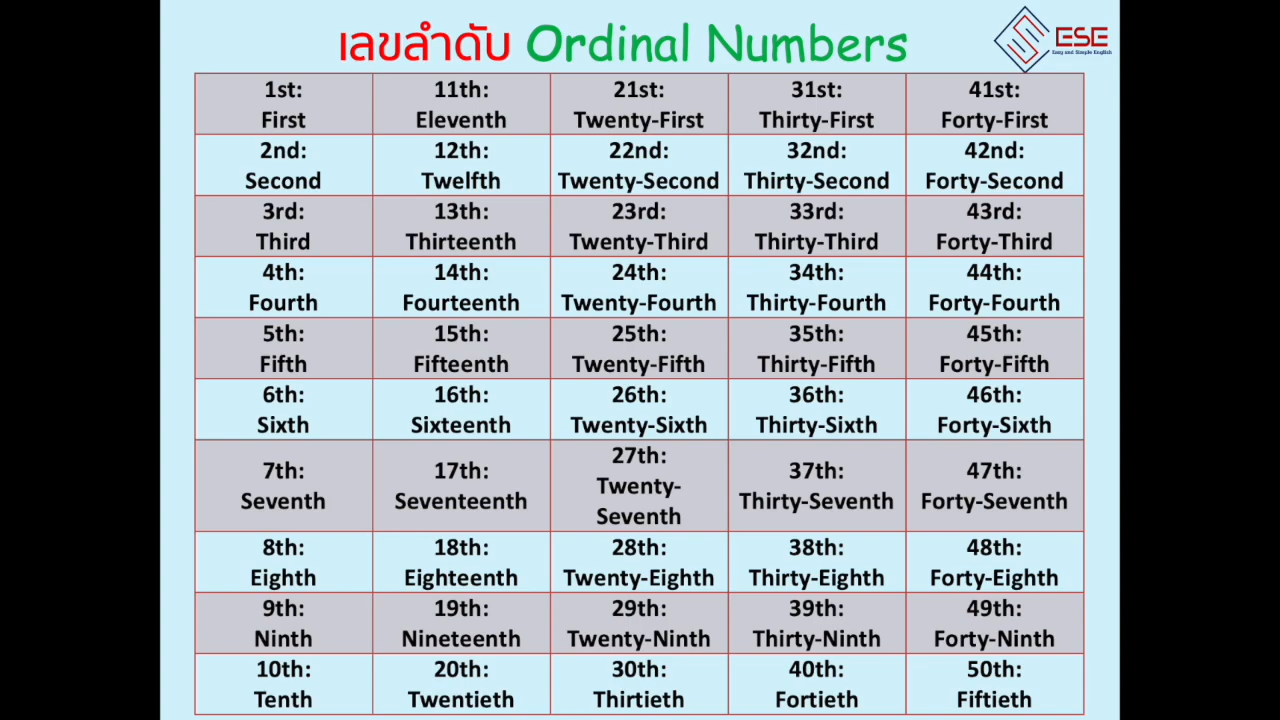 เลขลำดับ Ordinal Numbers
ESE
Easy and Simple English
1st:
First
11th:
Eleventh
21st:
Twenty-First
31st:
Thirty-First
41st:
Forty-First
2nd:
Second
12th:
Twelfth
22nd:
Twenty-Second
32nd:
Thirty-Second
42nd:
Forty-Second
3rd:
Third
13th:
Thirteenth
23rd:
Twenty-Third
33rd:
Thirty-Third
43rd:
Forty-Third
4th:
Fourth
14th:
Fourteenth
24th:
Twenty-Fourth
34th:
Thirty-Fourth
44th:
Forty-Fourth
5th:
Fifth
15th:
Fifteenth
25th:
Twenty-Fifth
35th:
Thirty-Fifth
45th:
Forty-Fifth
6th:
Sixth
16th:
Sixteenth
26th:
Twenty-Sixth
36th:
Thirty-Sixth
46th:
Forty-Sixth
7th:
Seventh
17th:
Seventeenth
27th:
Twenty-
Seventh
37th:
Thirty-Seventh
47th:
Forty-Seventh
8th:
Eighth
18th:
Eighteenth
28th:
Twenty-Eighth
38th:
Thirty-Eighth
48th:
Forty-Eighth
9th:
Ninth
19th:
Nineteenth
29th:
Twenty-Ninth
39th:
Thirty-Ninth
49th:
Forty-Ninth
10th:
Tenth
20th:
Twentieth
30th:
Thirtieth
40th:
Fortieth
50th:
Fiftieth